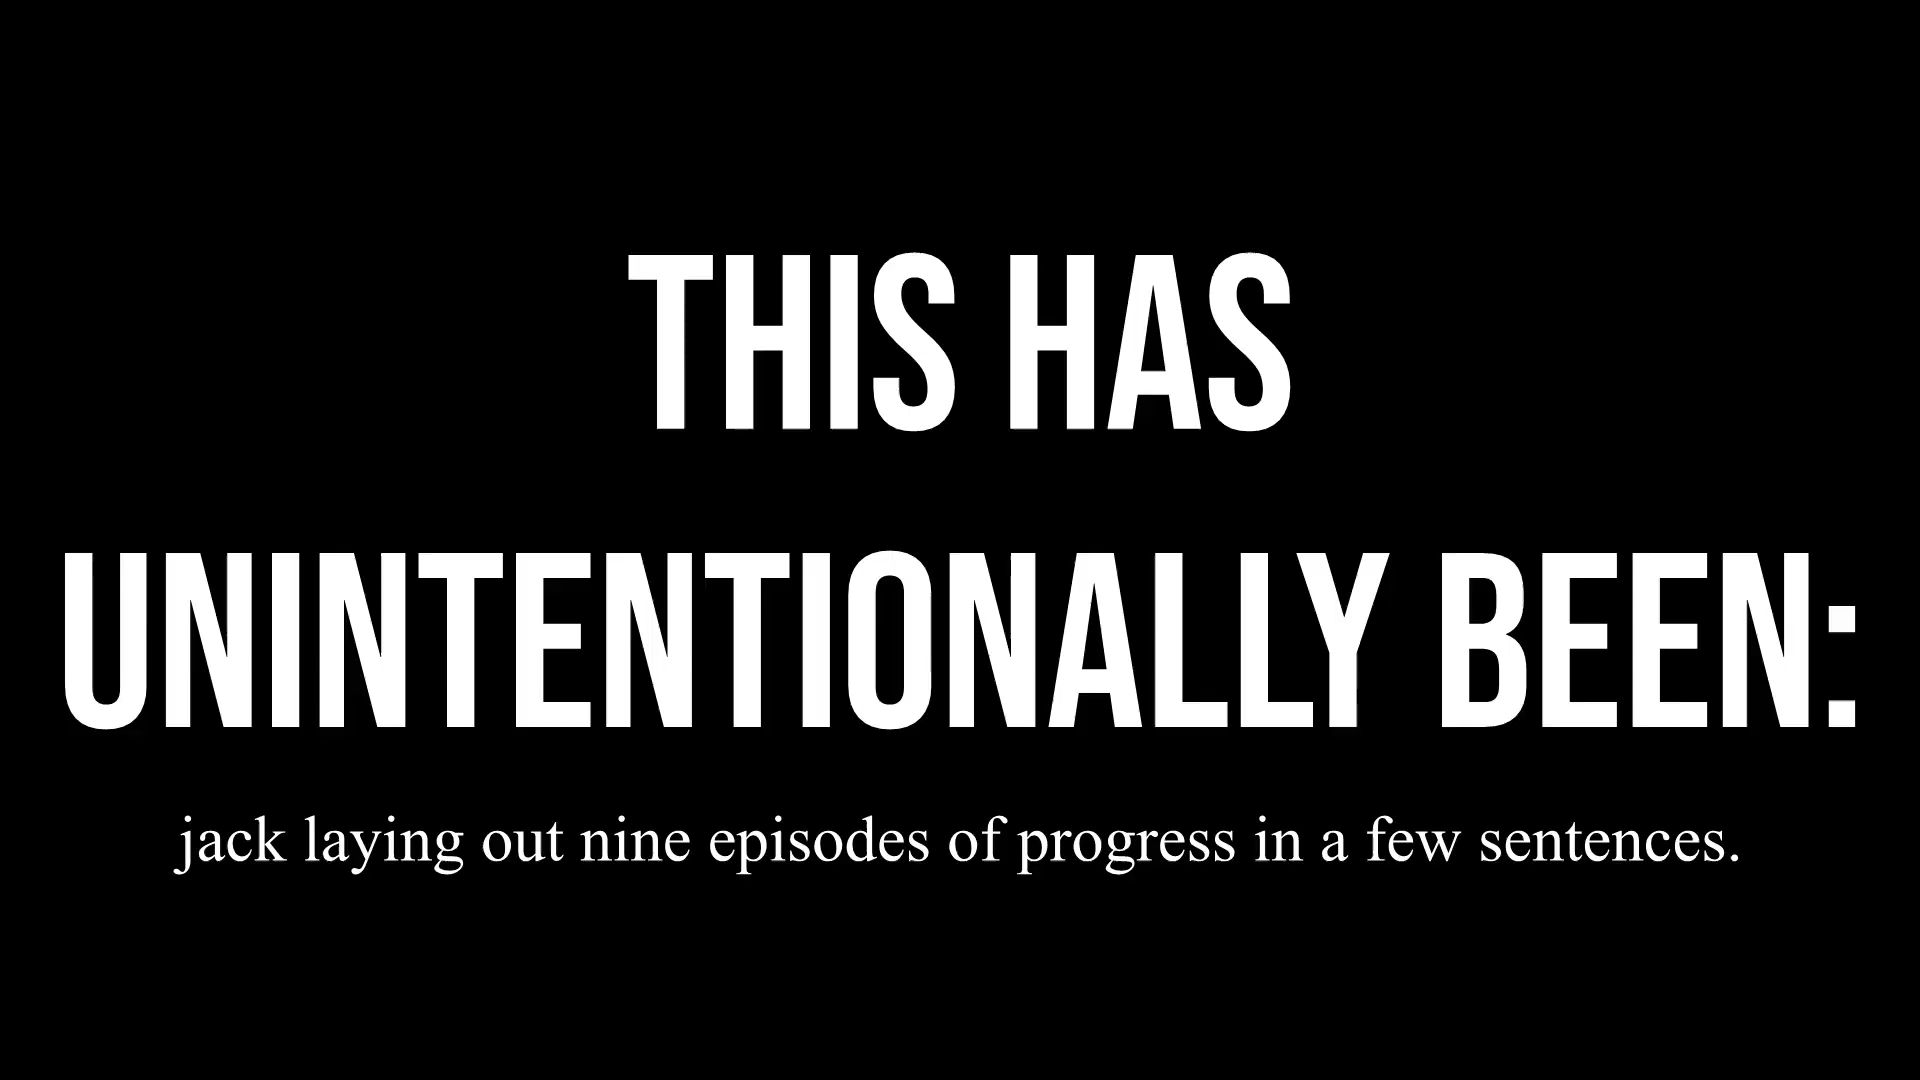 THIS HAS
UNINTENTIONALLY BEEN:
jack laying out nine episodes of progress in a few sentences.